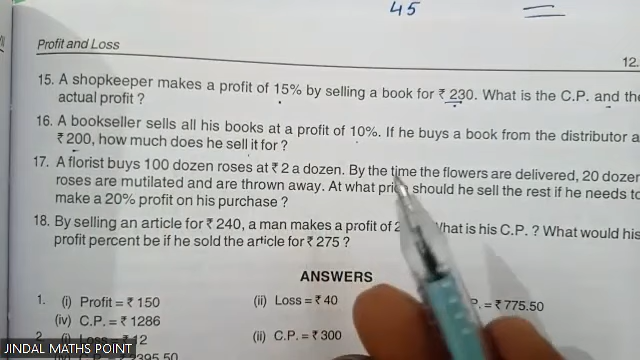 45
Profit and Loss
12.
15. A shopkeeper makes a profit of 15% by selling a book for ₹ 230. What is the C.P. and the
actual profit ?
16. A bookseller sells all his books at a profit of 10%. If he buys a book from the distributor a
₹ 200, how much does he sell it for ?
17. A florist buys 100 dozen roses at ₹ 2 a dozen. By the time the flowers are delivered, 20 dozen
roses are mutilated and are thrown away. At what price should he sell the rest if he needs to
make a 20% profit on his purchase ?
18. By selling an article for ₹ 240, a man makes a profit of 2 What is his C.P. ? What would his
profit percent be if he sold the article for ₹ 275 ?
ANSWERS
1. (i) Profit = ₹ 150 (ii) Loss = ₹ 40 P. = ₹ 775.50
(iv) C.P. = ₹ 1286
2 (ii) C.P. = ₹ 300
JINDAL MATHS POINT